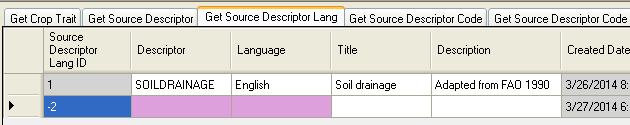 Get Crop Trait Get Source Descriptor Get Source Descriptor Lang Get Source Descriptor Code Get Source Descriptor Code
Source Descriptor Lang ID Descriptor Language Title Description Created Date
1 SOILDRAINAGE English Soil drainage Adapted from FAO 1990 3/26/2014 8:
-2 3/27/2014 6: